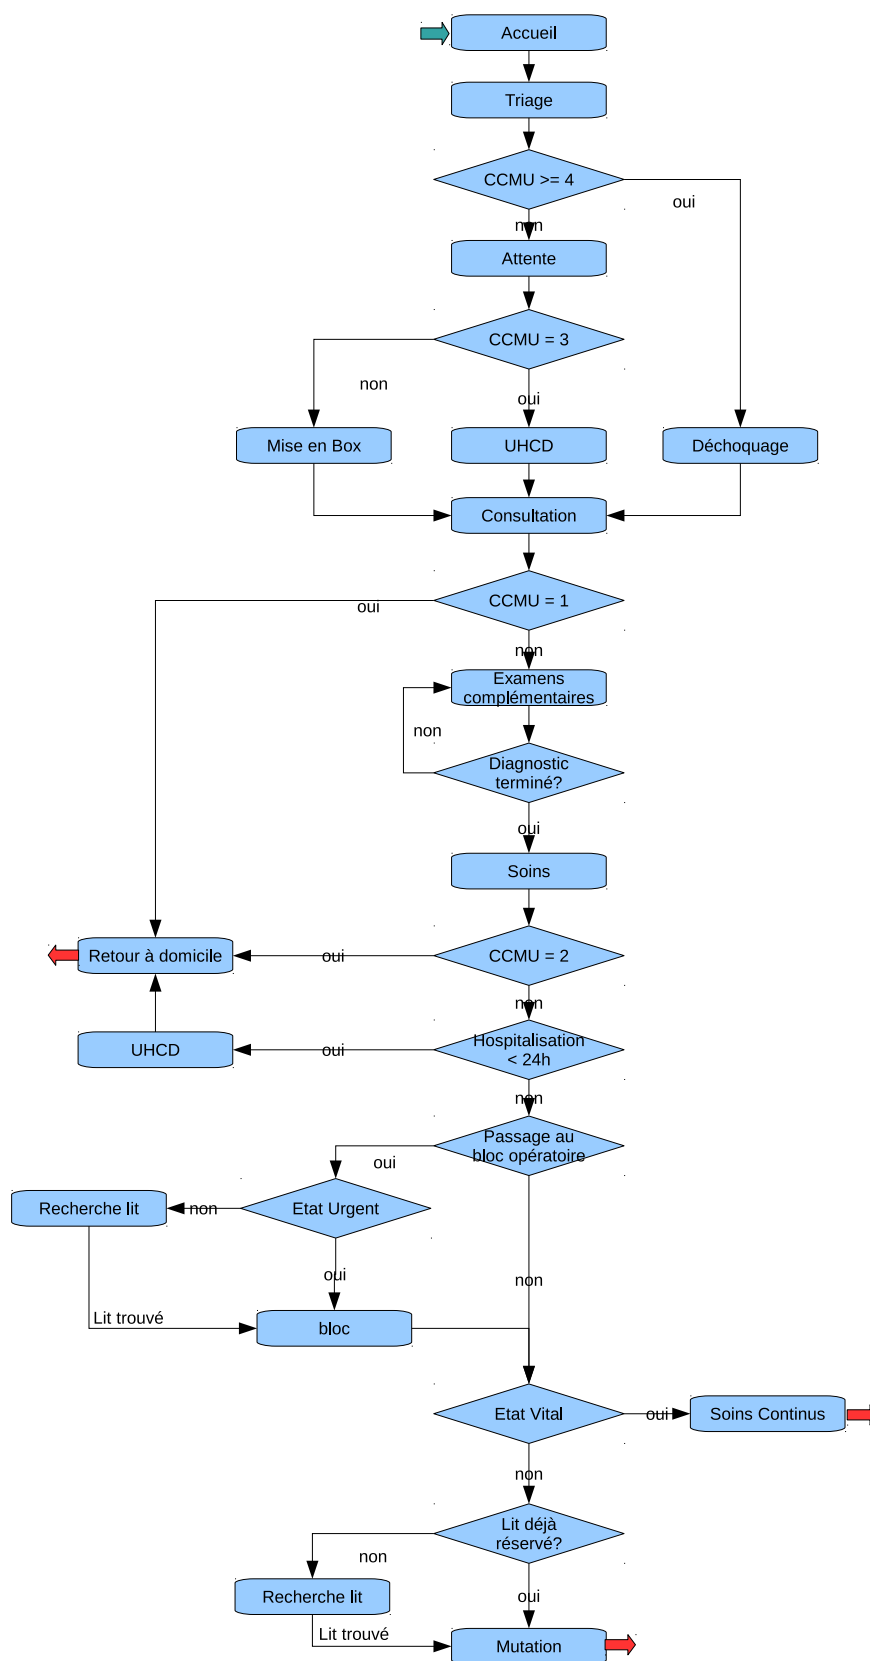 Accueil
Triage
CCMU >= 4
oui
non
Attente
CCMU = 3
non
oui
Mise en Box
UHCD
Déchoquage
Consultation
CCMU = 1
oui
non
Examens
complémentaires
non
Diagnostic
terminé?
oui
Soins
Retour à domicile
oui
CCMU = 2
non
UHCD
oui
Hospitalisation
< 24h
non
Passage au
bloc opératoire
oui
Recherche lit
non
Etat Urgent
oui
non
Lit trouvé
bloc
Etat Vital
oui
Soins Continus
non
Lit déjà
réservé?
non
Recherche lit
oui
Lit trouvé
Mutation